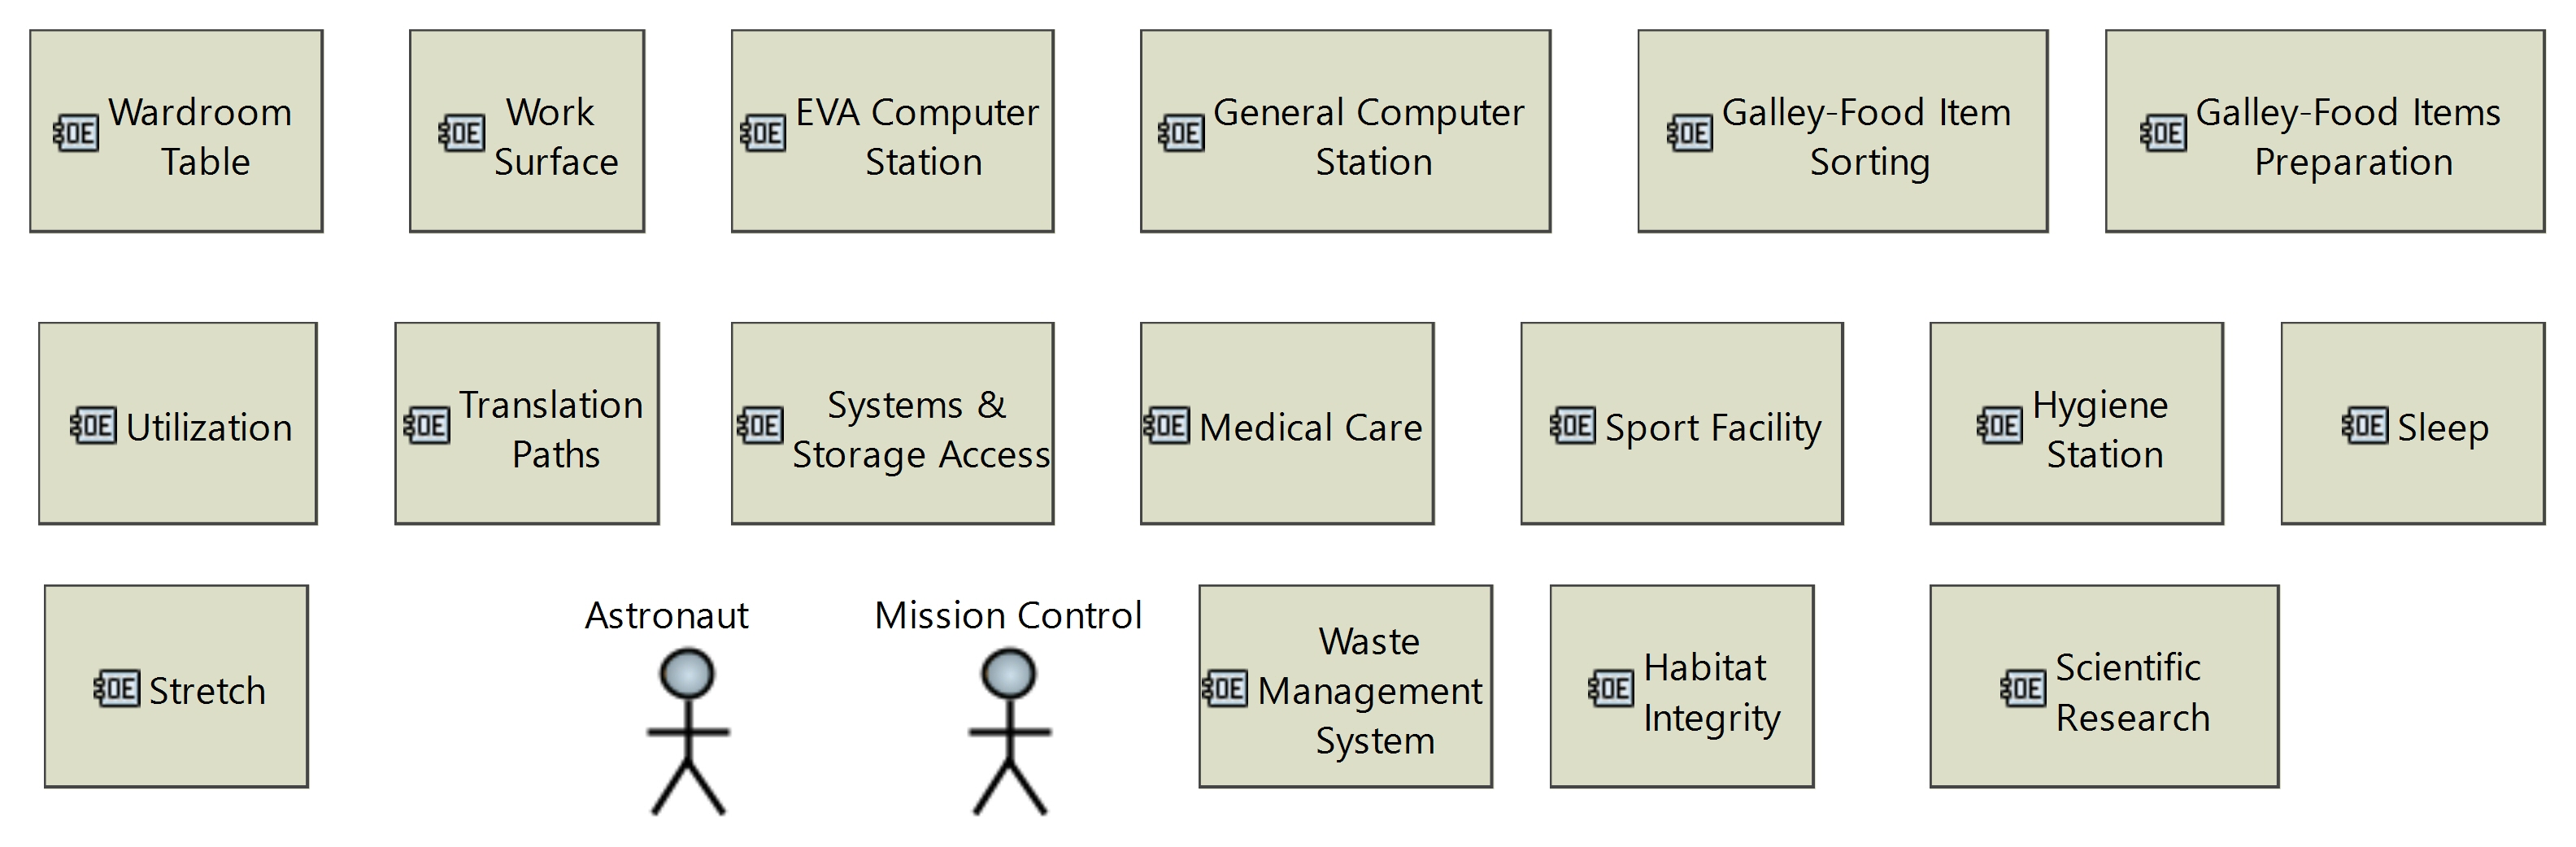 Wardroom
Table
Work
Surface
EVA Computer
Station
General Computer
Station
Galley-Food Item
Sorting
Galley-Food Items
Preparation
OE
OE
OE
OE
OE
OE
Utilization
Translation
Paths
Systems &
Storage Access
Medical Care
Sport Facility
Hygiene
Station
Sleep
OE
OE
OE
OE
OE
OE
OE
Stretch
Astronaut
Mission Control
Waste
Management
System
Habitat
Integrity
Scientific
Research
OE
OE
OE
OE